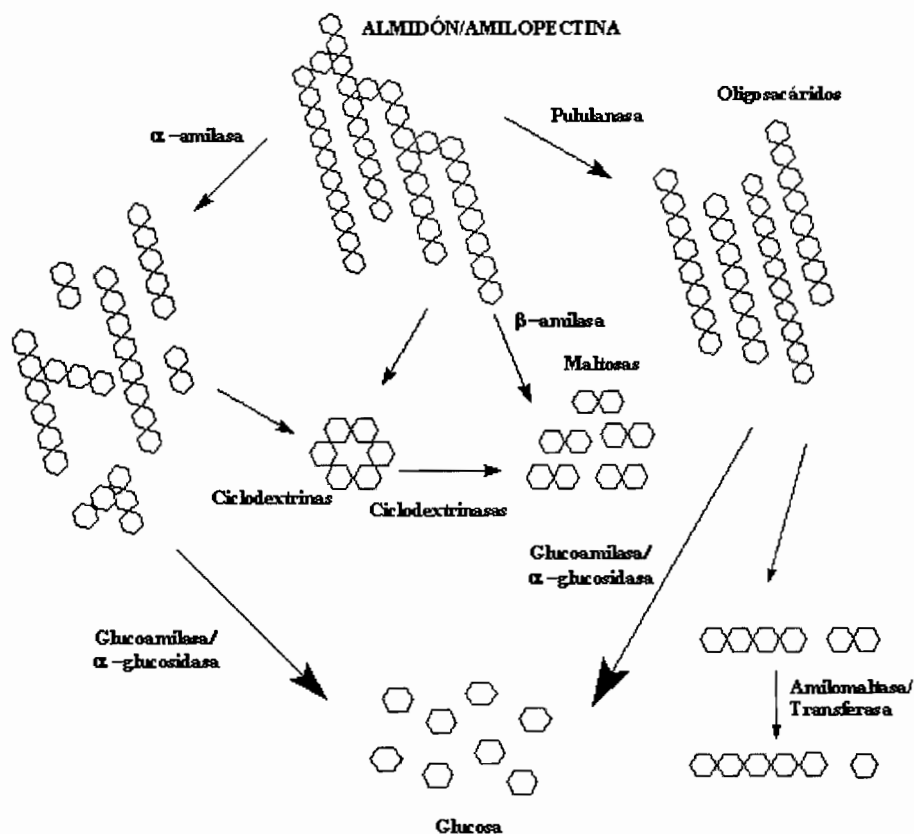 ALMIDÓN/AMILOPECTINA
Oligosacáridos
Pululanasa
α-amilasa
β-amilasa
Maltosas
Ciclodextrinas
Ciclodextrinasas
Glucoamilasa/
α-glucosidasa
Glucoamilasa/
α-glucosidasa
Amilomaltasa/
Transferasa
Glucosa